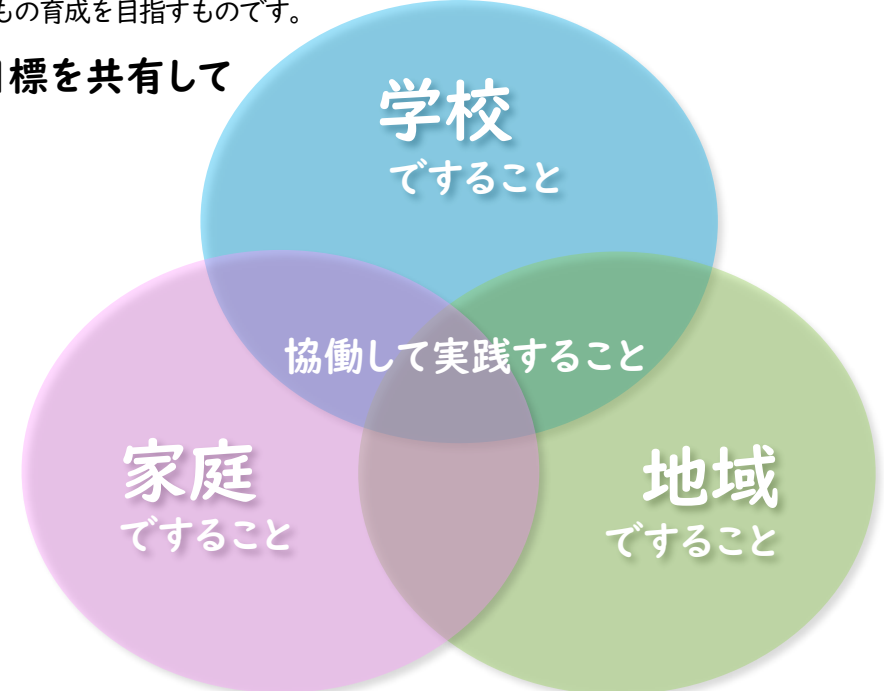 もの育成を目指すものです。
標を共有して
学校
ですること
協働して実践すること
家庭
ですること
地域
ですること